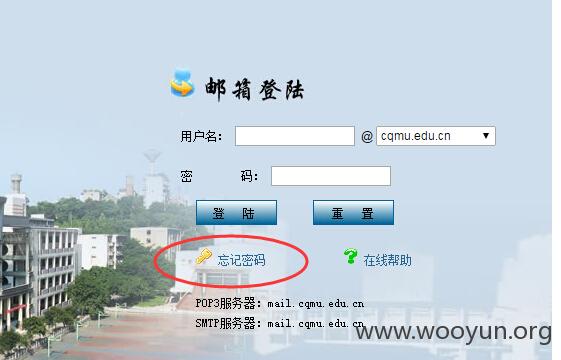 邮箱登陆
用户名： @ cqmu.edu.cn
密 码：
登 陆 重 置
忘记密码 在线帮助
POP3服务器：mail.cqmu.edu.cn
SMTP服务器：mail.cqmu.edu.cn
www.wooyun.org